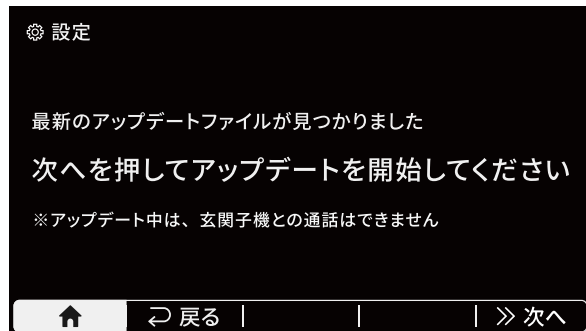 設定
最新のアップデートファイルが見つかりました
次へを押してアップデートを開始してください
※アップデート中は、玄関子機との通話はできません
戻る
次へ